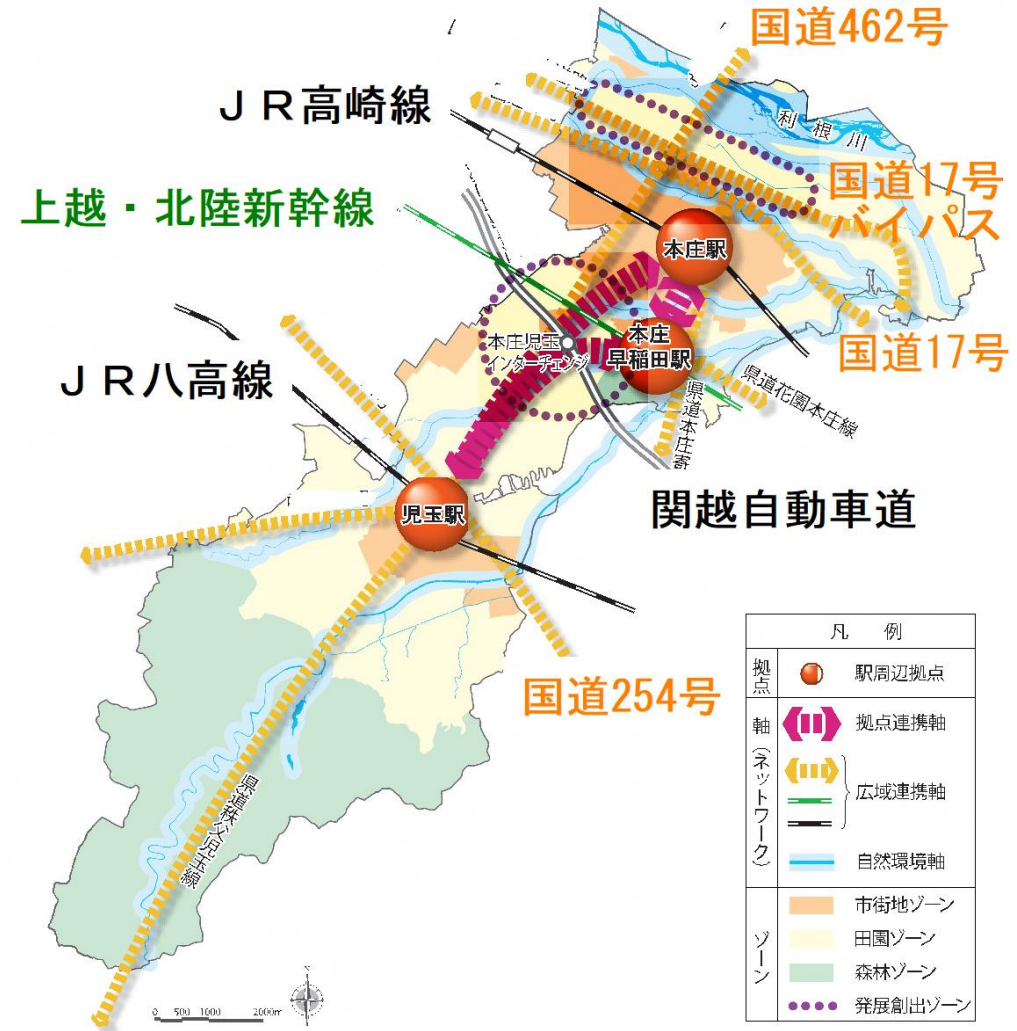 国道462号
ＪＲ高崎線
利根川
上越・北陸新幹線
国道17号
バイパス
本庄駅
本庄児玉
インターチェンジ
本庄
早稲田駅
国道17号
ＪＲ八高線
県道花園本庄線
県道本庄寄
児玉駅
関越自動車道
国道254号
県道秩父児玉線
凡　例
拠点
駅周辺拠点
軸（ネットワーク）
拠点連携軸
広域連携軸
自然環境軸
ゾーン
市街地ゾーン
田園ゾーン
森林ゾーン
発展創出ゾーン
0 500 1000 2000m